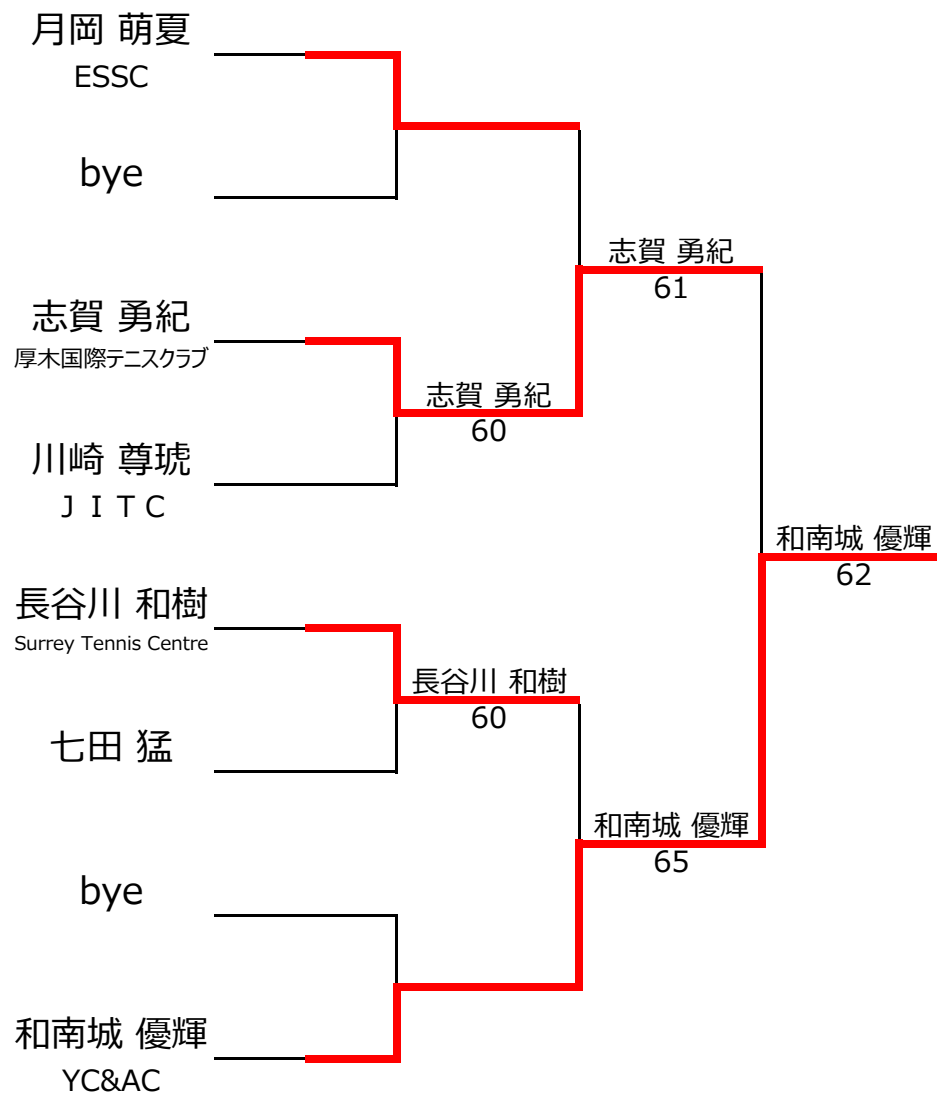 月岡 萌夏
ESSC
bye
志賀 勇紀
厚木国際テニスクラブ
川崎 尊琥
ＪＩＴＣ
長谷川 和樹
Surrey Tennis Centre
七田 猛
bye
和南城 優輝
YC&AC
志賀 勇紀
60
長谷川 和樹
60
志賀 勇紀
61
和南城 優輝
65
和南城 優輝
62